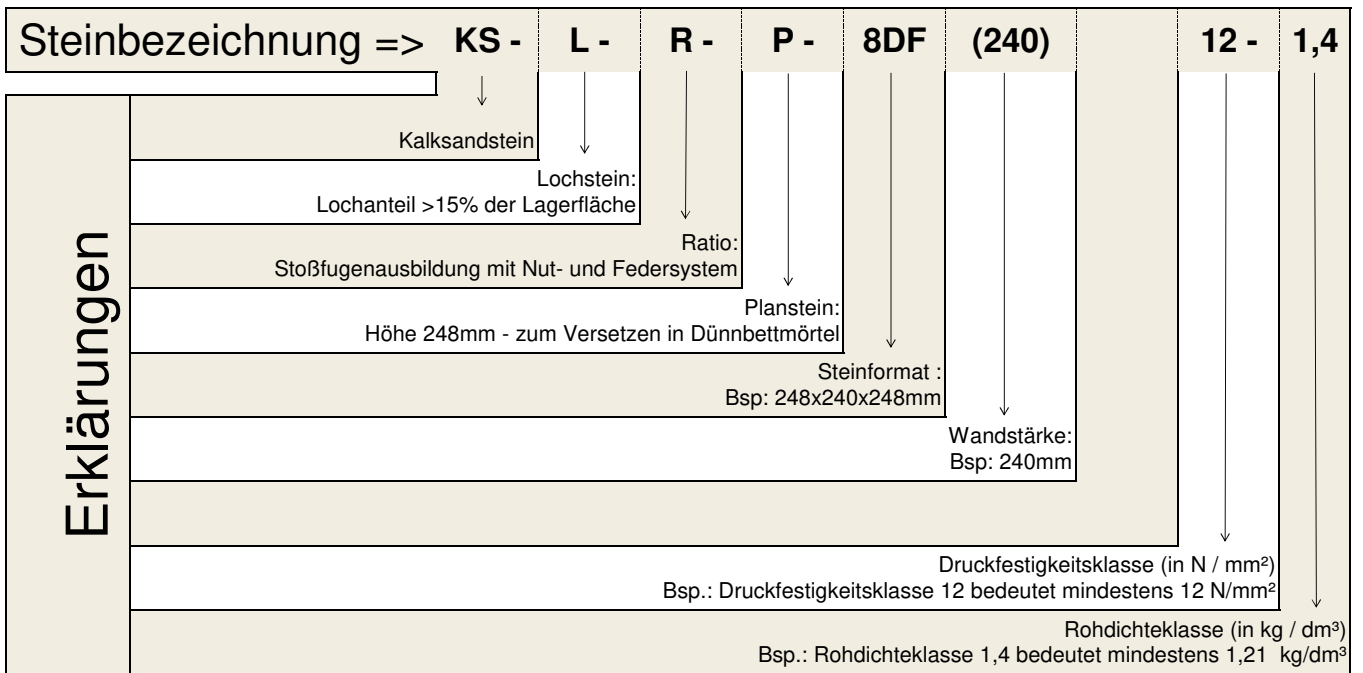 Steinbezeichnung => KS - L - R - P - 8DF (240) 12 - 1,4
Erklärungen
Kalksandstein
Lochstein:
Lochanteil >15% der Lagerfläche
Ratio:
Stoßfugenausbildung mit Nut- und Federsystem
Planstein:
Höhe 248mm - zum Versetzen in Dünnbettmörtel
Steinformat :
Bsp: 248x240x248mm
Wandstärke:
Bsp: 240mm
Druckfestigkeitsklasse (in N / mm²)
Bsp.: Druckfestigkeitsklasse 12 bedeutet mindestens 12 N/mm²
Rohdichteklasse (in kg / dm³)
Bsp.: Rohdichteklasse 1,4 bedeutet mindestens 1,21 kg/dm³